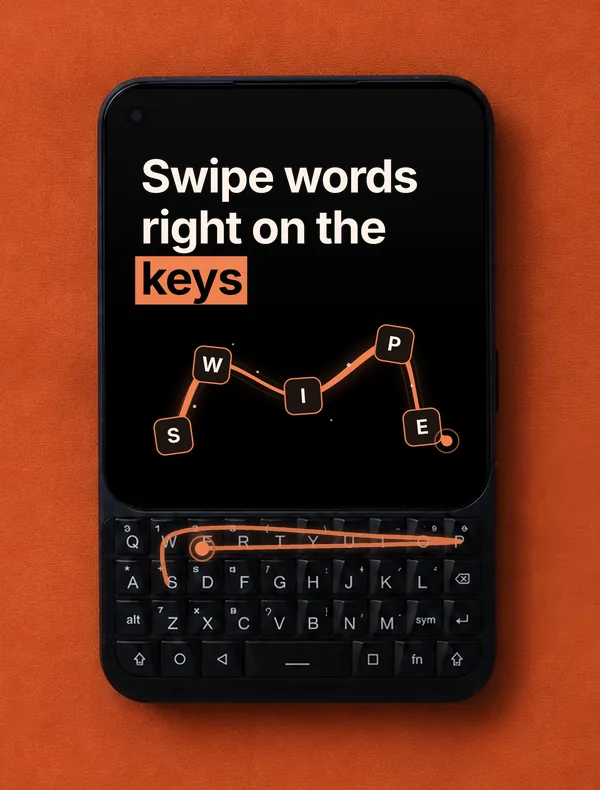 Swipe words
right on the
keys
W
P
I
E
S
Q W E R T Y U I O P
A S D F G H J K L
alt Z X C V B N M sym
fn